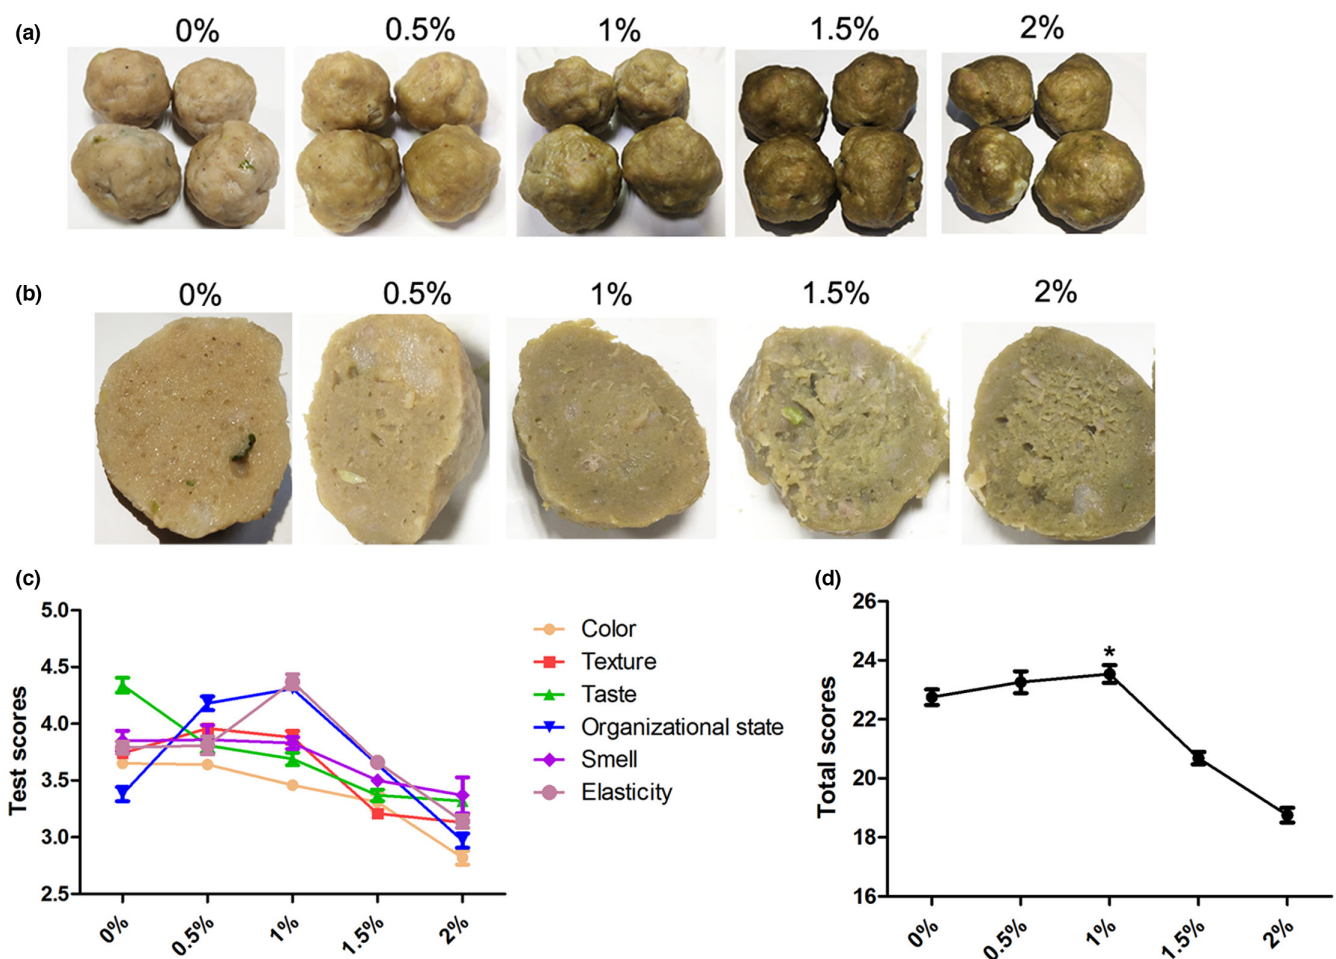 (a)
0% 0.5% 1% 1.5% 2%
(b)
0% 0.5% 1% 1.5% 2%
(c)
5.0
4.5
4.0
3.5
3.0
2.5
Test scores
0% 0.5% 1% 1.5% 2%
Color
Texture
Taste
Organizational state
Smell
Elasticity
(d)
26
24
22
20
18
16
Total scores
*
0% 0.5% 1% 1.5% 2%